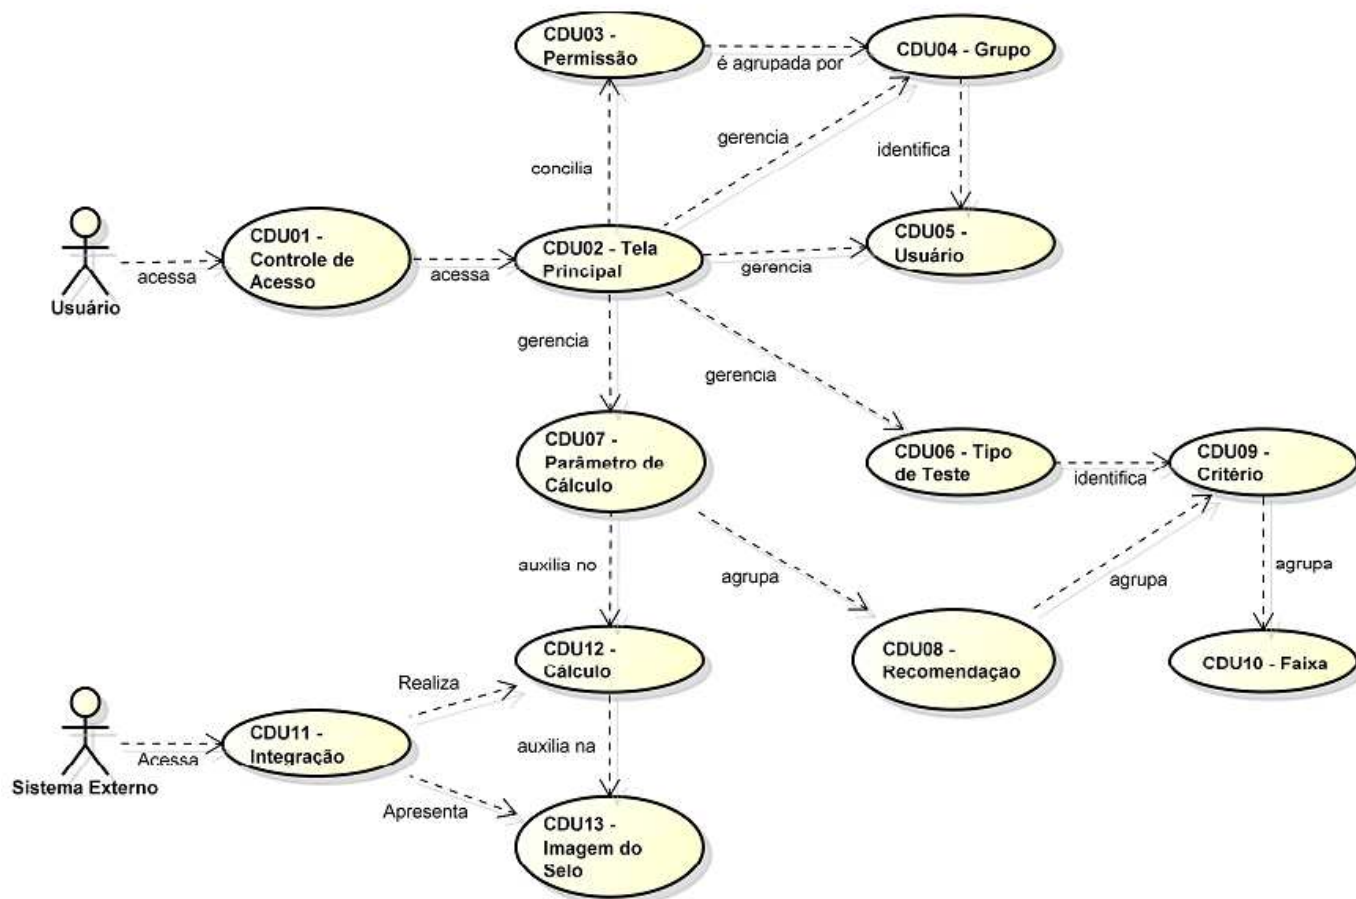 CDU03 -
Permissão
é agrupada por
CDU04 - Grupo
gerencia
identifica
concilia
Usuário
acessa
CDU01 -
Controle de
Acesso
acessa
CDU02 - Tela
Principal
gerencia
CDU05 -
Usuário
gerencia
gerencia
CDU07 -
Parâmetro de
Cálculo
CDU06 - Tipo
de Teste
identifica
CDU09 -
Critério
auxilia no
agrupa
agrupa
agrupa
CDU12 -
Cálculo
CDU08 -
Recomendação
CDU10 - Faixa
Realiza
Sistema Externo
Acessa
CDU11 -
Integração
auxilia na
Apresenta
CDU13 -
Imagem do
Selo